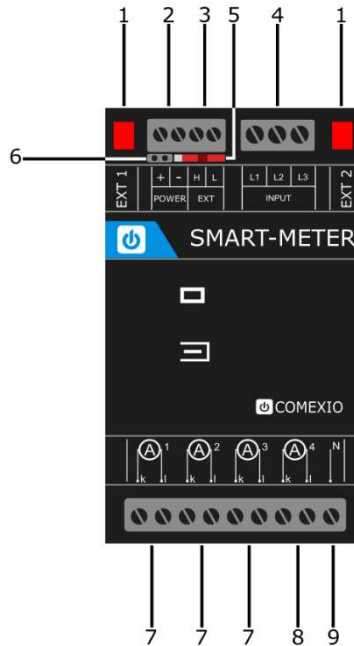 1 2 3 5 4 1
6
EXT 1
+ - H L
L1 L2 L3
POWER EXT
INPUT
EXT 2
SMART-METER
COMEXIO
A 1 A 2 A 3 A 4 N
k l k l k l k l
7 7 7 8 9